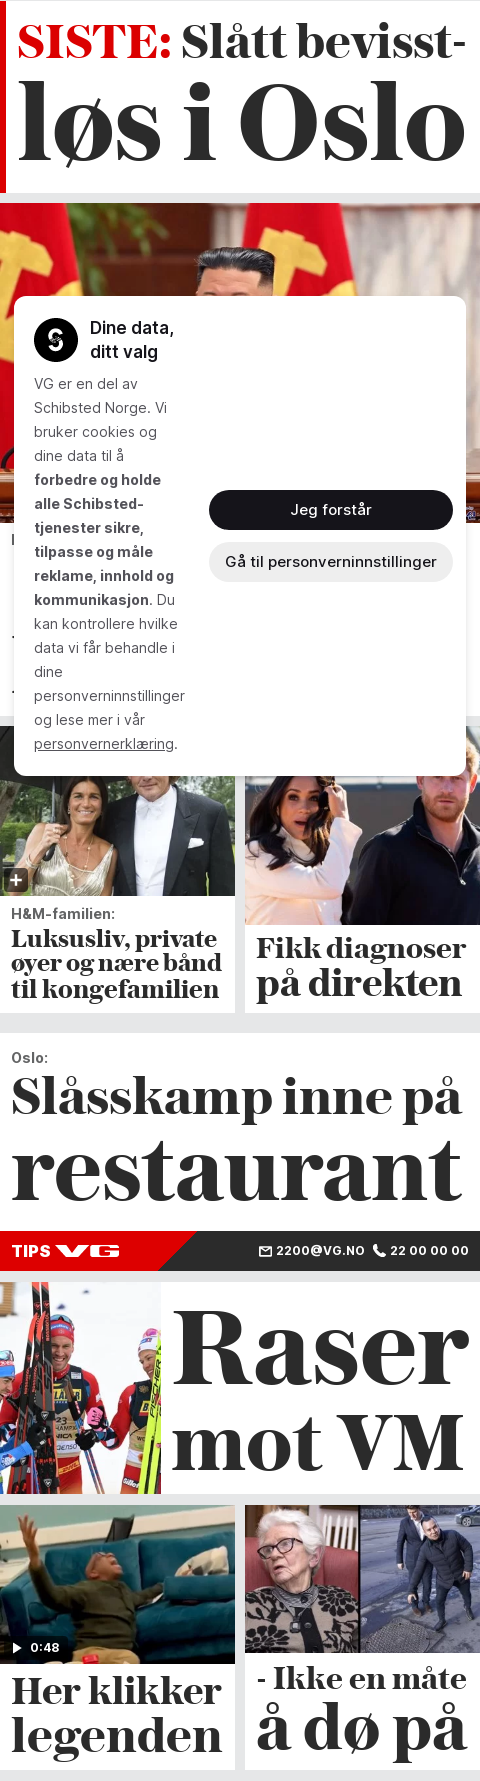 SISTE: Slått bevisst-
løs i Oslo
Dine data,
ditt valg
VG er en del av
Schibsted Norge. Vi
bruker cookies og
dine data til å
forbedre og holde
alle Schibsted-
tjenester sikre,
tilpasse og måle
reklame, innhold og
kommunikasjon. Du
kan kontrollere hvilke
data vi får behandle i
dine
personverninnstillinger
og lese mer i vår
personvernerklæring.
Jeg forstår
Gå til personverninnstillinger
H&M-familien:
Luksusliv, private
øyer og nære bånd
til kongefamilien
Fikk diagnoser
på direkten
Oslo:
Slåsskamp inne på
restaurant
TIPS VG
2200@VG.NO 22 00 00 00
Raser
mot VM
0:48
Her klikker
legenden
- Ikke en måte
å dø på